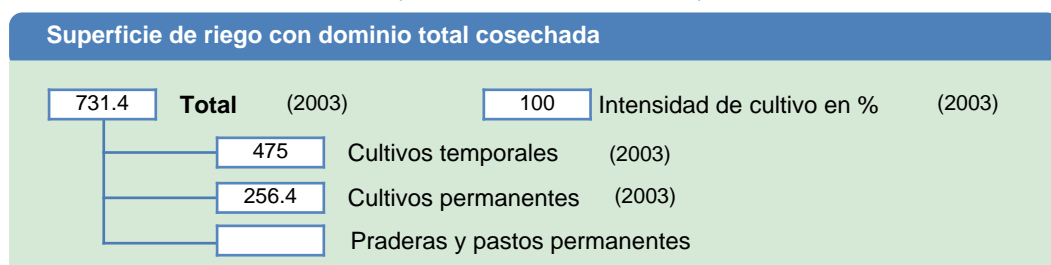 Superficie de riego con dominio total cosechada
731.4 Total (2003) 100 Intensidad de cultivo en % (2003)
475 Cultivos temporales (2003)
256.4 Cultivos permanentes (2003)
Praderas y pastos permanentes